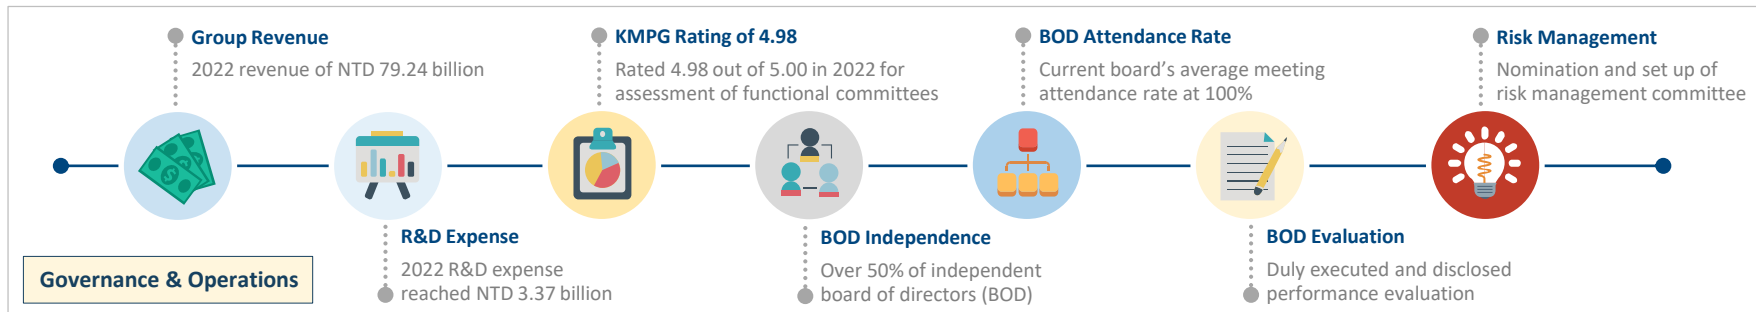 Group Revenue
2022 revenue of NTD 79.24 billion
KMPG Rating of 4.98
Rated 4.98 out of 5.00 in 2022 for
assessment of functional committees
BOD Attendance Rate
Current board's average meeting
attendance rate at 100%
Risk Management
Nomination and set up of
risk management committee
R&D Expense
2022 R&D expense
reached NTD 3.37 billion
BOD Independence
Over 50% of independent
board of directors (BOD)
BOD Evaluation
Duly executed and disclosed
performance evaluation
Governance & Operations